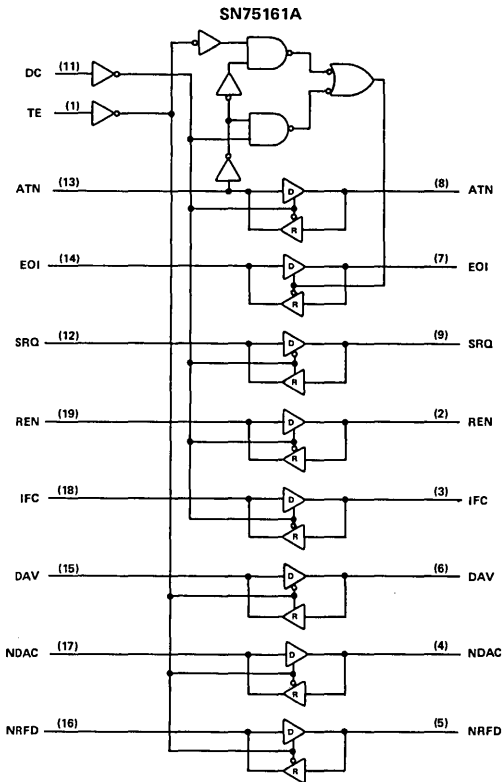 SN75161A
DC (11)
TE (1)
ATN (13) D (8) ATN
R
EOI (14) D (7) EOI
R
SRQ (12) D (9) SRQ
R
REN (19) D (2) REN
R
IFC (18) D (3) IFC
R
DAV (15) D (6) DAV
R
NDAC (17) D (4) NDAC
R
NRFD (16) D (5) NRFD
R